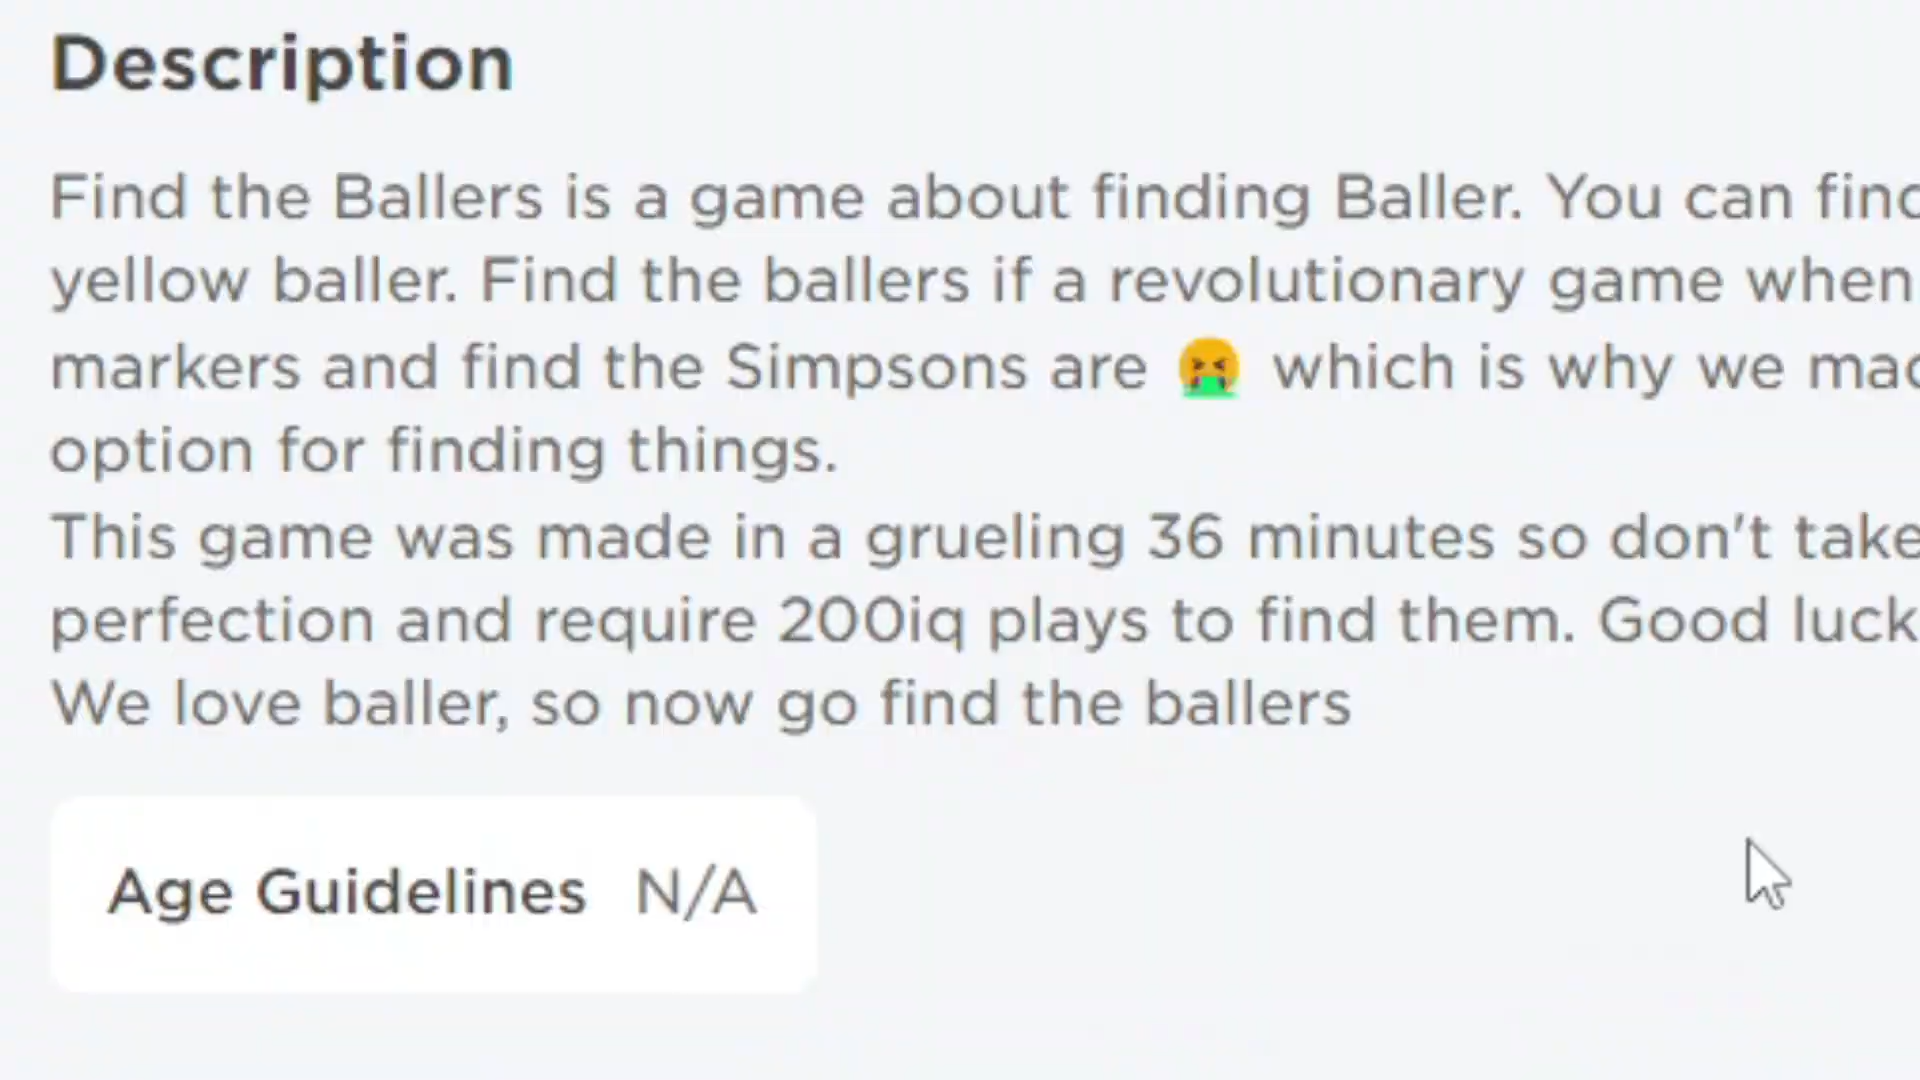 Description
Find the Ballers is a game about finding Baller. You can find
yellow baller. Find the ballers if a revolutionary game when
markers and find the Simpsons are 🤮 which is why we mad
option for finding things.
This game was made in a grueling 36 minutes so don't take
perfection and require 200iq plays to find them. Good luck
We love baller, so now go find the ballers
Age Guidelines N/A